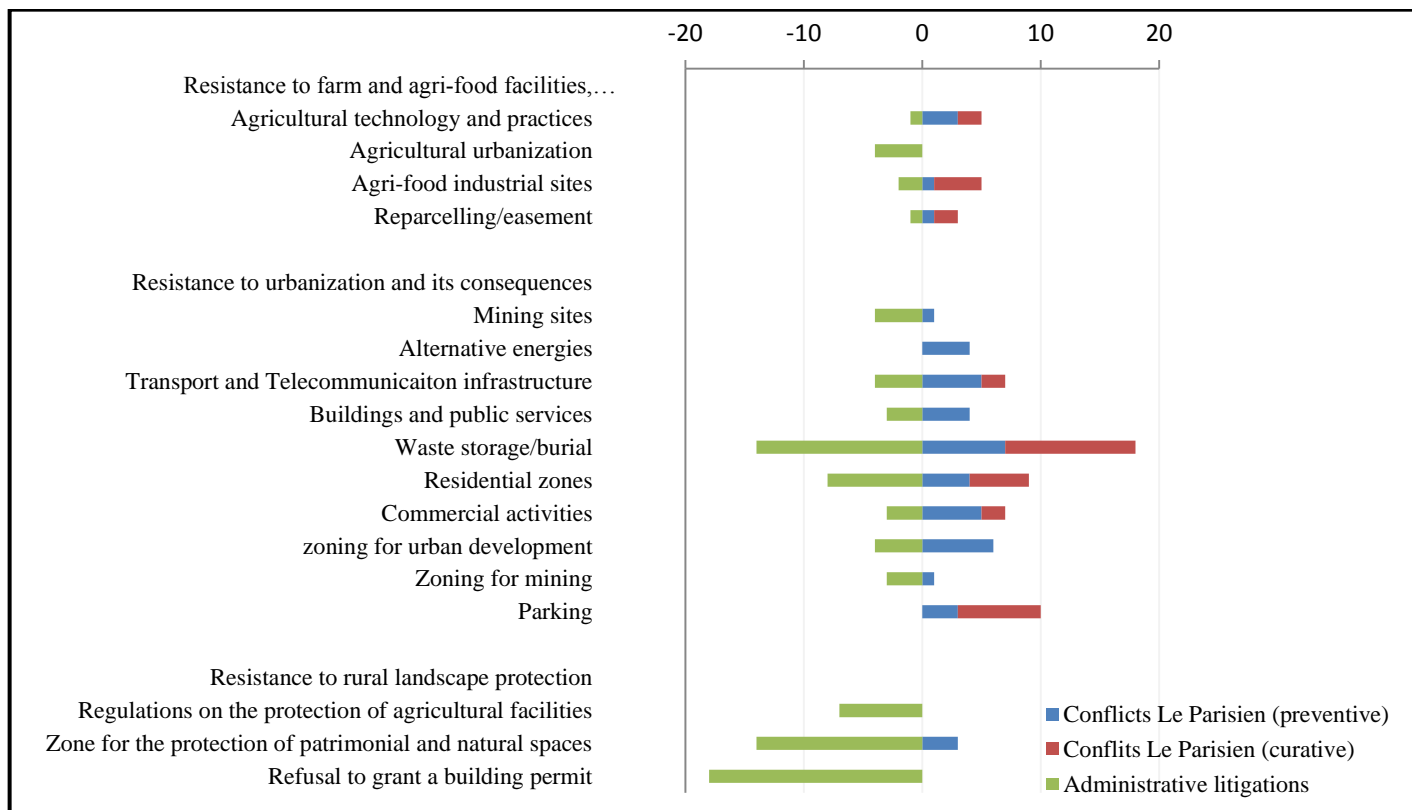 -20 -10 0 10 20
Resistance to farm and agri-food facilities,…
Agricultural technology and practices
Agricultural urbanization
Agri-food industrial sites
Reparcelling/easement
Resistance to urbanization and its consequences
Mining sites
Alternative energies
Transport and Telecommunicaiton infrastructure
Buildings and public services
Waste storage/burial
Residential zones
Commercial activities
zoning for urban development
Zoning for mining
Parking
Resistance to rural landscape protection
Regulations on the protection of agricultural facilities
Zone for the protection of patrimonial and natural spaces
Refusal to grant a building permit
Conflicts Le Parisien (preventive)
Conflits Le Parisien (curative)
Administrative litigations